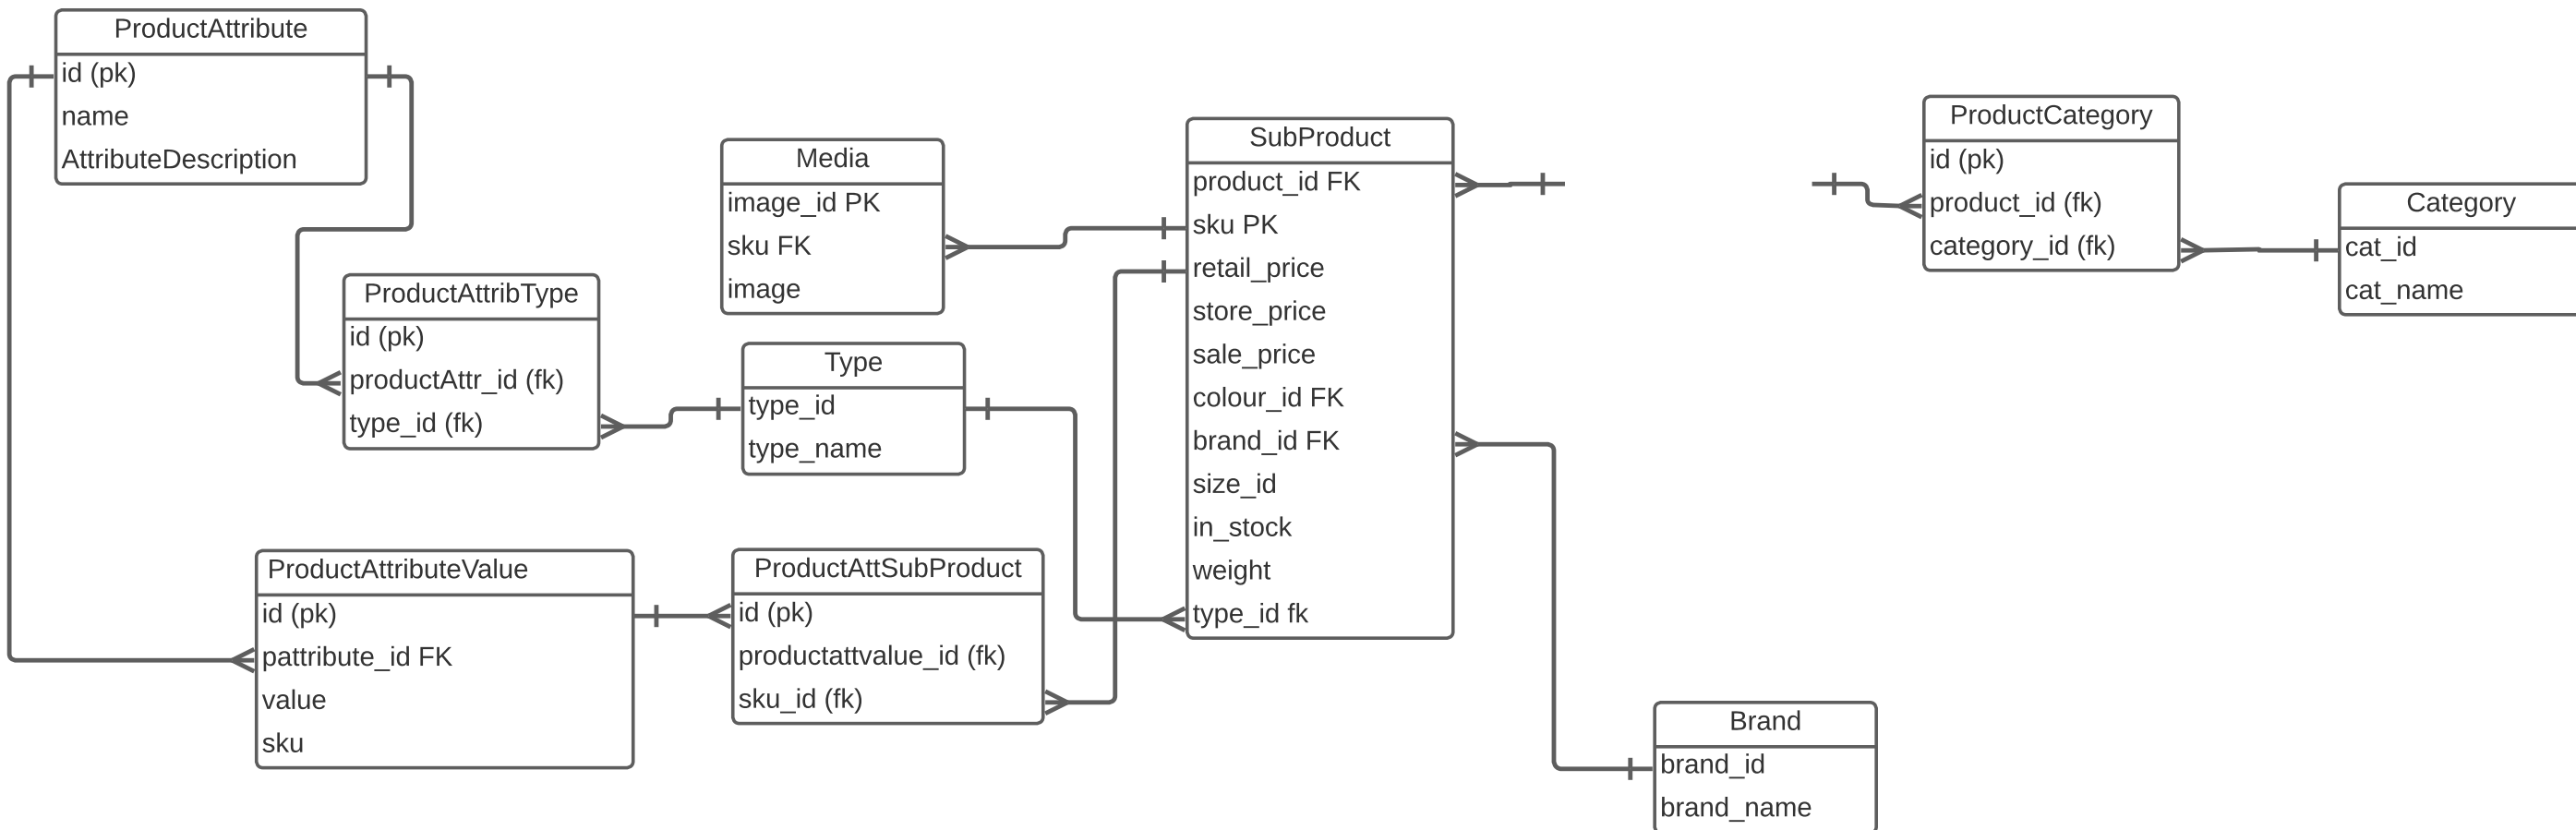 ProductAttribute
id (pk)
name
AttributeDescription
ProductAttribType
id (pk)
productAttr_id (fk)
type_id (fk)
Media
image_id PK
sku FK
image
Type
type_id
type_name
ProductAttributeValue
id (pk)
pattribute_id FK
value
sku
ProductAttSubProduct
id (pk)
productattvalue_id (fk)
sku_id (fk)
SubProduct
product_id FK
sku PK
retail_price
store_price
sale_price
colour_id FK
brand_id FK
size_id
in_stock
weight
type_id fk
ProductCategory
id (pk)
product_id (fk)
category_id (fk)
Category
cat_id
cat_name
Brand
brand_id
brand_name